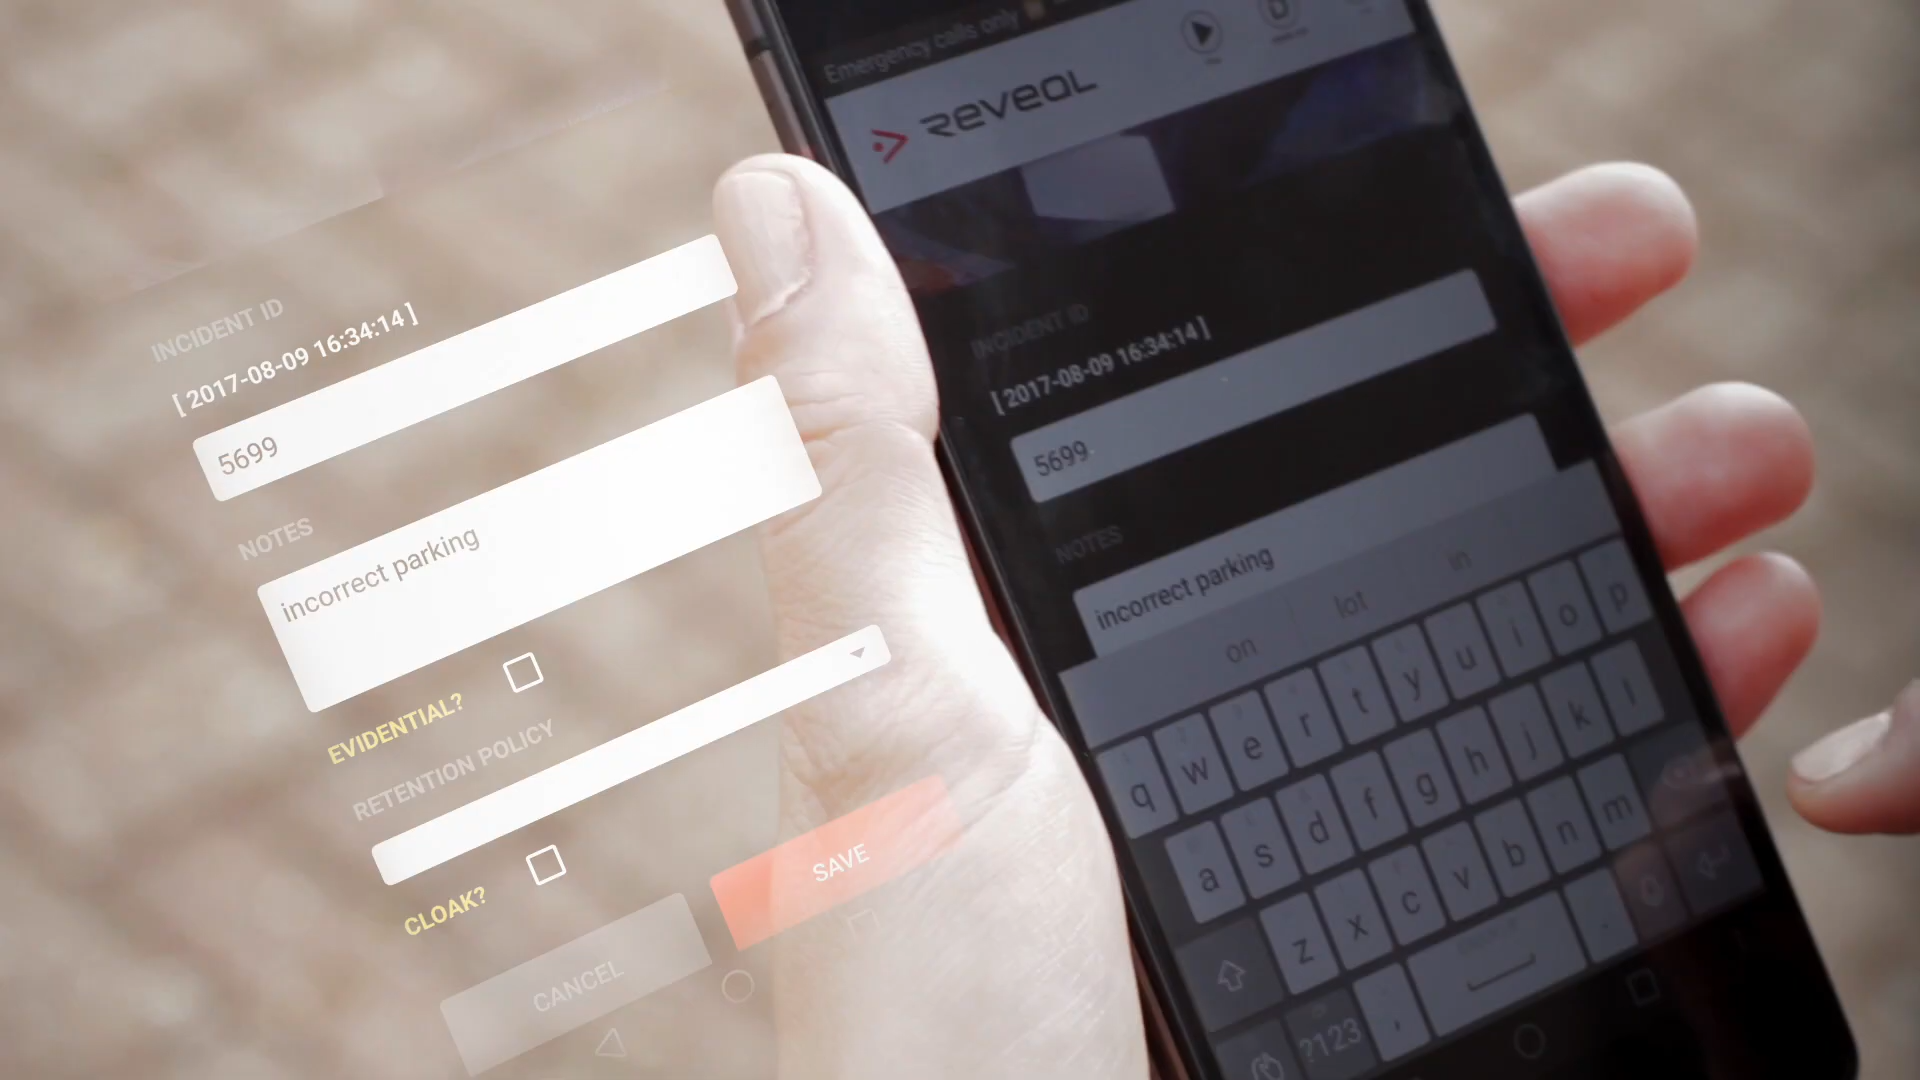 INCIDENT ID
[ 2017-08-09 16:34:14 ]
5699
NOTES
incorrect parking
EVIDENTIAL?
RETENTION POLICY
CLOAK?
CANCEL
SAVE
Emergency calls only
REVEAL
INCIDENT ID
[ 2017-08-09 16:34:14 ]
5699
NOTES
incorrect parking
on lot in
q w e r t y u i o p
a s d f g h j k l
z x c v b n m
?123 , .